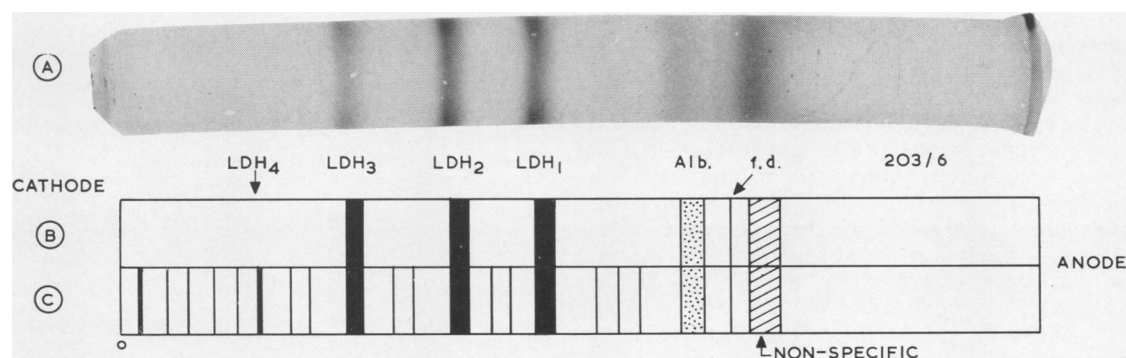 A
LDH4 LDH3 LDH2 LDH1 Alb. f.d. 203/6
CATHODE
B
ANODE
C
o
NON-SPECIFIC